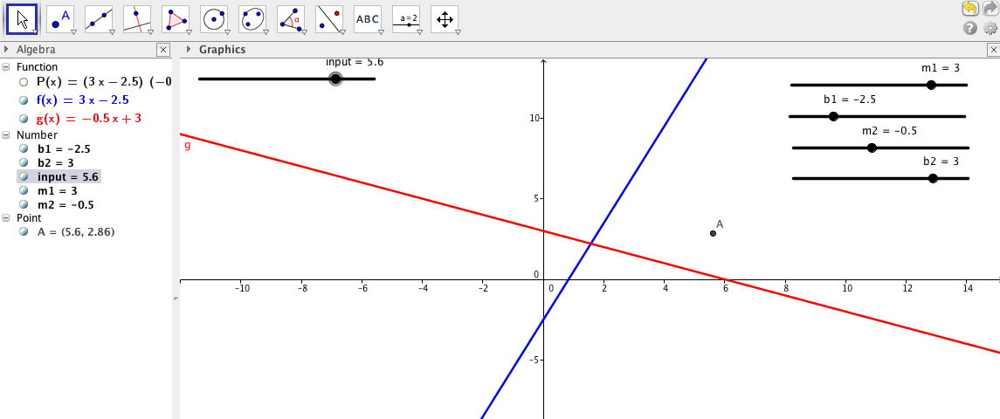 A
α
ABC
a=2
Algebra
Graphics
Function
P(x) = (3 x − 2.5) (−0
f(x) = 3 x − 2.5
g(x) = −0.5 x + 3
Number
b1 = −2.5
b2 = 3
input = 5.6
m1 = 3
m2 = −0.5
Point
A = (5.6, 2.86)
input = 5.6
m1 = 3
b1 = −2.5
m2 = −0.5
b2 = 3
g
A
10
5
0
−5
−10 −8 −6 −4 −2 0 2 4 6 8 10 12 14